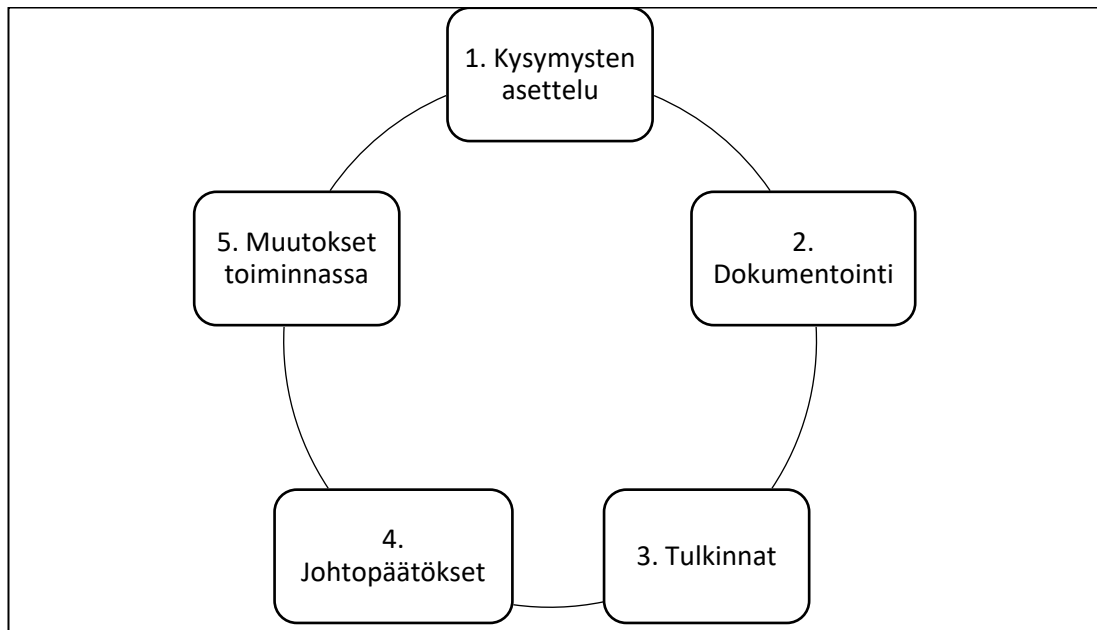 1. Kysymysten
asettelu
2.
Dokumentointi
3. Tulkinnat
4.
Johtopäätökset
5. Muutokset
toiminnassa